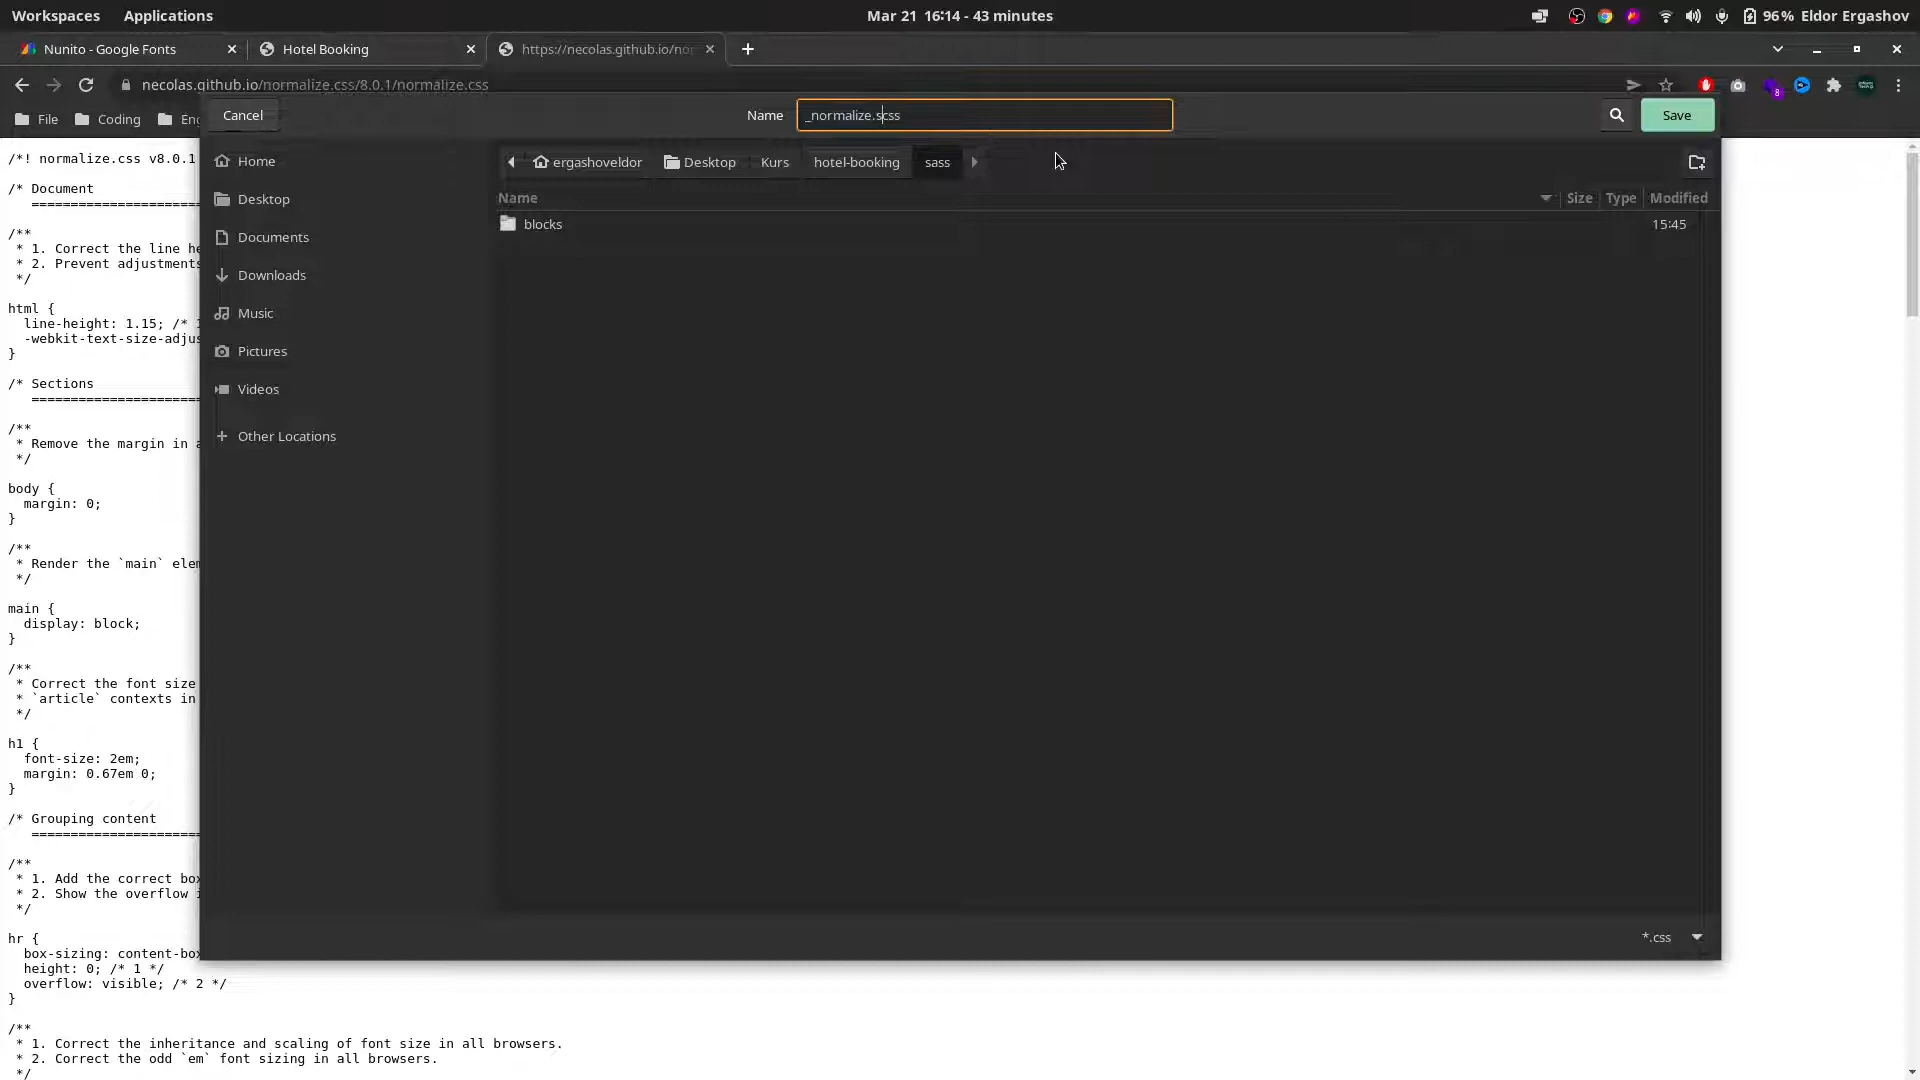 Workspaces Applications Mar 21 16:14 - 43 minutes 96% Eldor Ergashov
Nunito - Google Fonts Hotel Booking https://necolas.github.io/nor
necolas.github.io/normalize.css/8.0.1/normalize.css 8
File Coding
Cancel Name _normalize.scss Save
Home
Desktop
Documents
Downloads
Music
Pictures
Videos
Other Locations
ergashoveldor Desktop Kurs hotel-booking sass
Name Size Type Modified
blocks 15:45
*.css
/*! normalize.css v8.0.1
/* Document
========================
/**
* 1. Correct the line he
* 2. Prevent adjustments
*/
html {
line-height: 1.15; /*
-webkit-text-size-adjus
}
/* Sections
========================
/**
* Remove the margin in a
*/
body {
margin: 0;
}
/**
* Render the `main` elem
*/
main {
display: block;
}
/**
* Correct the font size
* `article` contexts in
*/
h1 {
font-size: 2em;
margin: 0.67em 0;
}
/* Grouping content
========================
/**
* 1. Add the correct box
* 2. Show the overflow i
*/
hr {
box-sizing: content-box
height: 0; /* 1 */
overflow: visible; /* 2 */
}
/**
* 1. Correct the inheritance and scaling of font size in all browsers.
* 2. Correct the odd `em` font sizing in all browsers.
*/